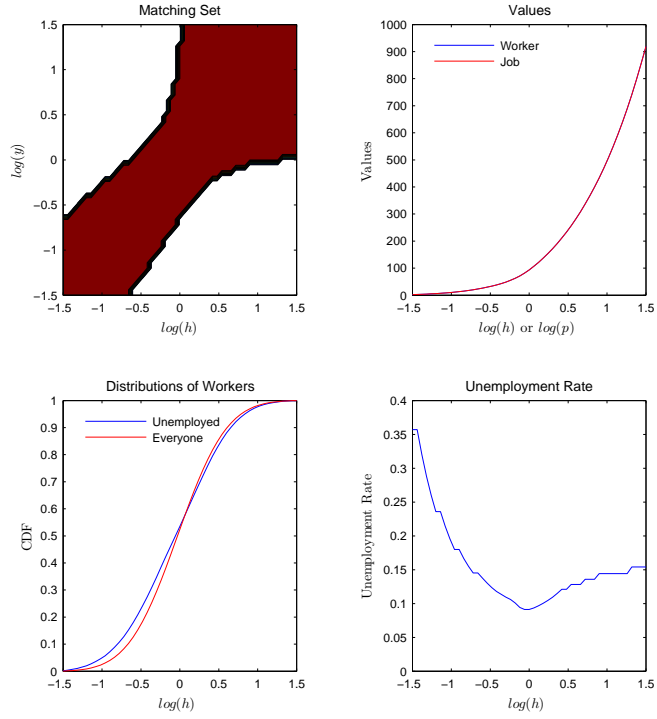 Matching Set
1.5
1
0.5
0
−0.5
−1
−1.5
log(y)
−1.5 −1 −0.5 0 0.5 1 1.5
log(h)
Values
1000
900
800
700
600
500
400
300
200
100
0
Values
Worker
Job
−1.5 −1 −0.5 0 0.5 1 1.5
log(h) or log(p)
Distributions of Workers
1
0.9
0.8
0.7
0.6
0.5
0.4
0.3
0.2
0.1
0
CDF
Unemployed
Everyone
−1.5 −1 −0.5 0 0.5 1 1.5
log(h)
Unemployment Rate
0.4
0.35
0.3
0.25
0.2
0.15
0.1
0.05
0
Unemployment Rate
−1.5 −1 −0.5 0 0.5 1 1.5
log(h)